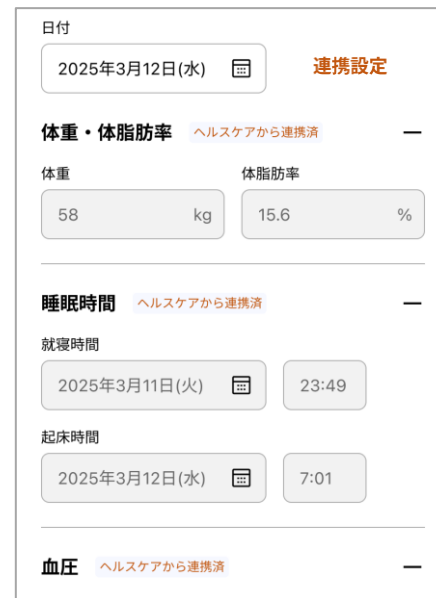 日付
2025年3月12日(水) 連携設定
体重・体脂肪率 ヘルスケアから連携済
体重 体脂肪率
58 kg 15.6 %
睡眠時間 ヘルスケアから連携済
就寝時間
2025年3月11日(火) 23:49
起床時間
2025年3月12日(水) 7:01
血圧 ヘルスケアから連携済